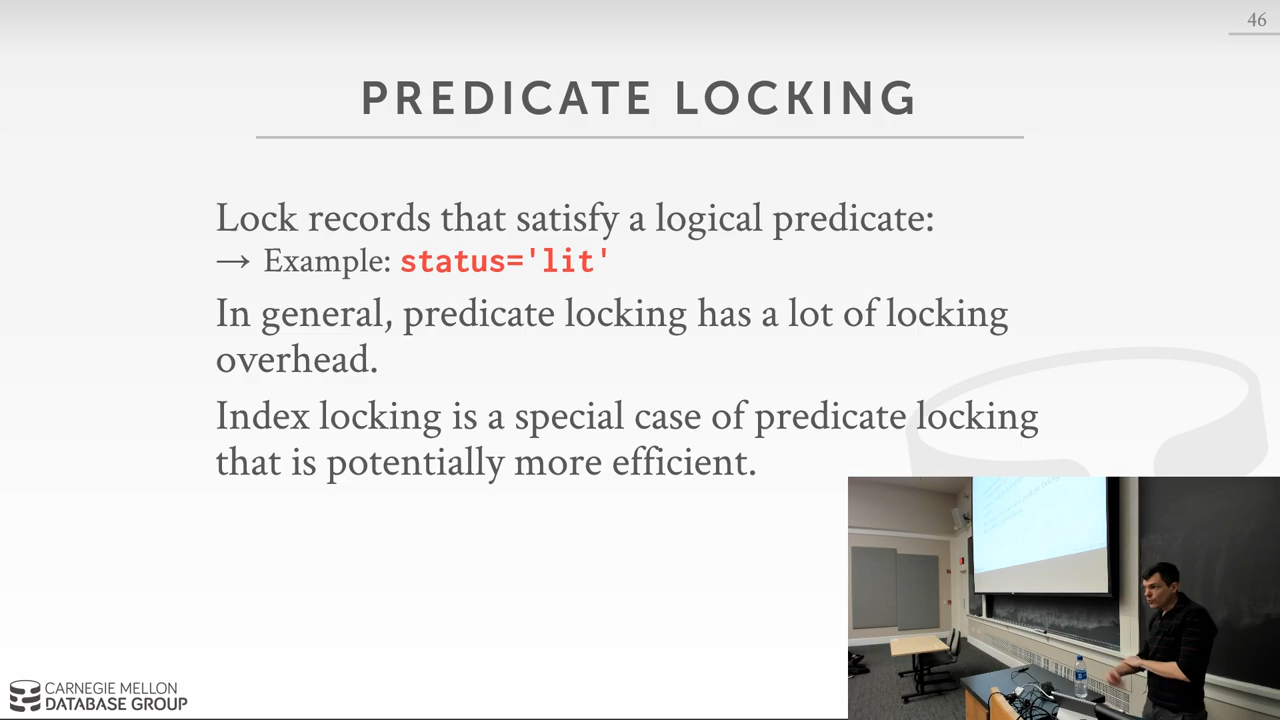 46
PREDICATE LOCKING
Lock records that satisfy a logical predicate:
→ Example: status='lit'
In general, predicate locking has a lot of locking
overhead.
Index locking is a special case of predicate locking
that is potentially more efficient.
CARNEGIE MELLON
DATABASE GROUP